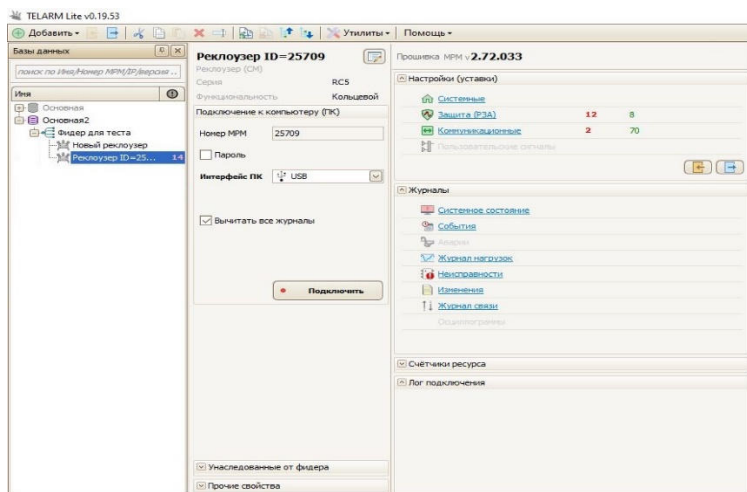 TELARM Lite v0.19.53
Добавить Утилиты Помощь
Базы данных
поиск по Имя/Номер МРМ/IP/версия ..
Имя
Основная
Основная2
Фидер для теста
Новый реклоузер
Реклоузер ID=25... 14
Реклоузер ID=25709
Реклоузер (СМ)
Серия RC5
Функциональность Кольцевой
Подключение к компьютеру (ПК)
Номер МРМ 25709
Пароль
Интерфейс ПК USB
Вычитать все журналы
Подключить
Унаследованные от фидера
Прочие свойства
Прошивка МРМ v2.72.033
Настройки (уставки)
Системные
Защита (РЗА) 12 8
Коммуникационные 2 70
Пользовательские сигналы
Журналы
Системное состояние
События
Аварии
Журнал нагрузок
Неисправности
Изменения
Журнал связи
Осциллограммы
Счётчики ресурса
Лог подключения